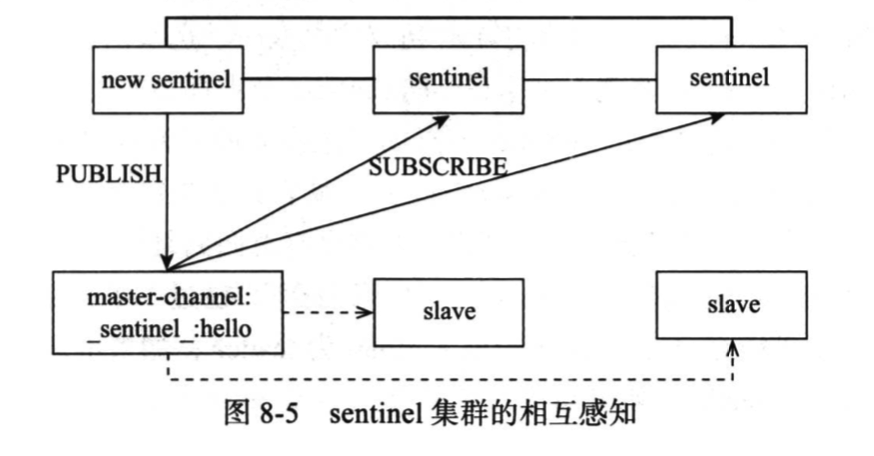 new sentinel
sentinel
sentinel
PUBLISH
SUBSCRIBE
master-channel:
_sentinel_:hello
slave
slave
图 8-5 sentinel 集群的相互感知